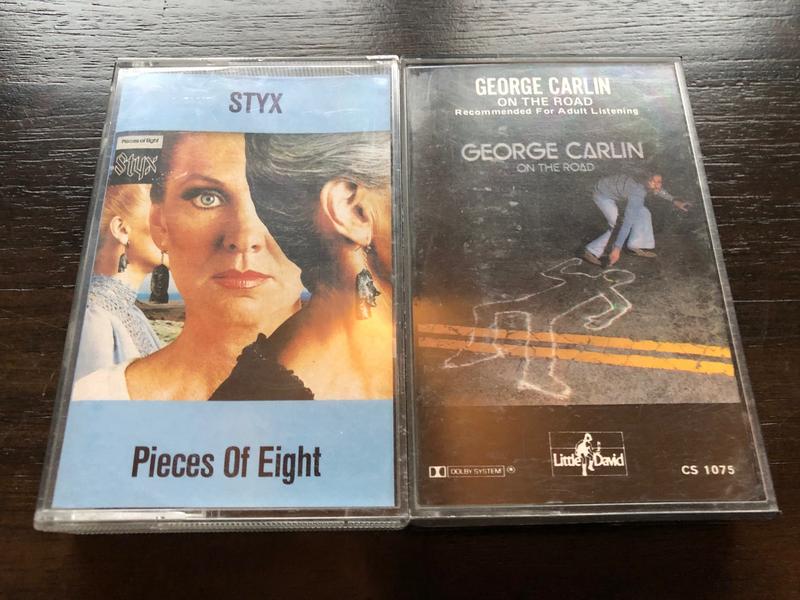 STYX
Pieces of Eight
Styx
Pieces Of Eight
GEORGE CARLIN
ON THE ROAD
Recommended For Adult Listening
GEORGE CARLIN
ON THE ROAD
DOLBY SYSTEM ®
Little David
CS 1075